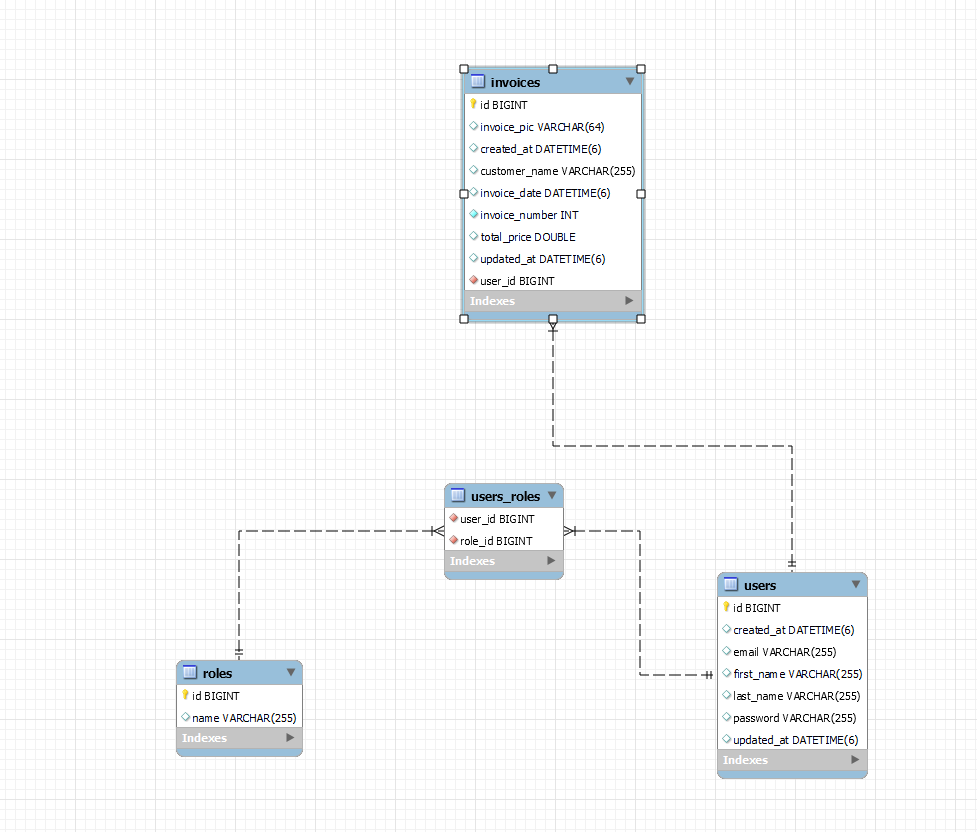 invoices
id BIGINT
invoice_pic VARCHAR(64)
created_at DATETIME(6)
customer_name VARCHAR(255)
invoice_date DATETIME(6)
invoice_number INT
total_price DOUBLE
updated_at DATETIME(6)
user_id BIGINT
Indexes
users_roles
user_id BIGINT
role_id BIGINT
Indexes
users
id BIGINT
created_at DATETIME(6)
email VARCHAR(255)
first_name VARCHAR(255)
last_name VARCHAR(255)
password VARCHAR(255)
updated_at DATETIME(6)
Indexes
roles
id BIGINT
name VARCHAR(255)
Indexes